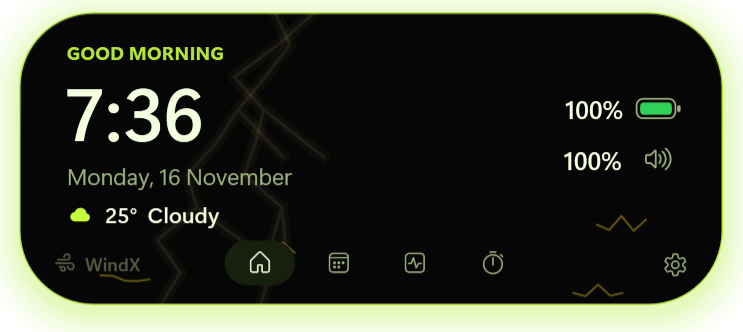 GOOD MORNING
7:36
Monday, 16 November
25° Cloudy
100%
100%
WindX